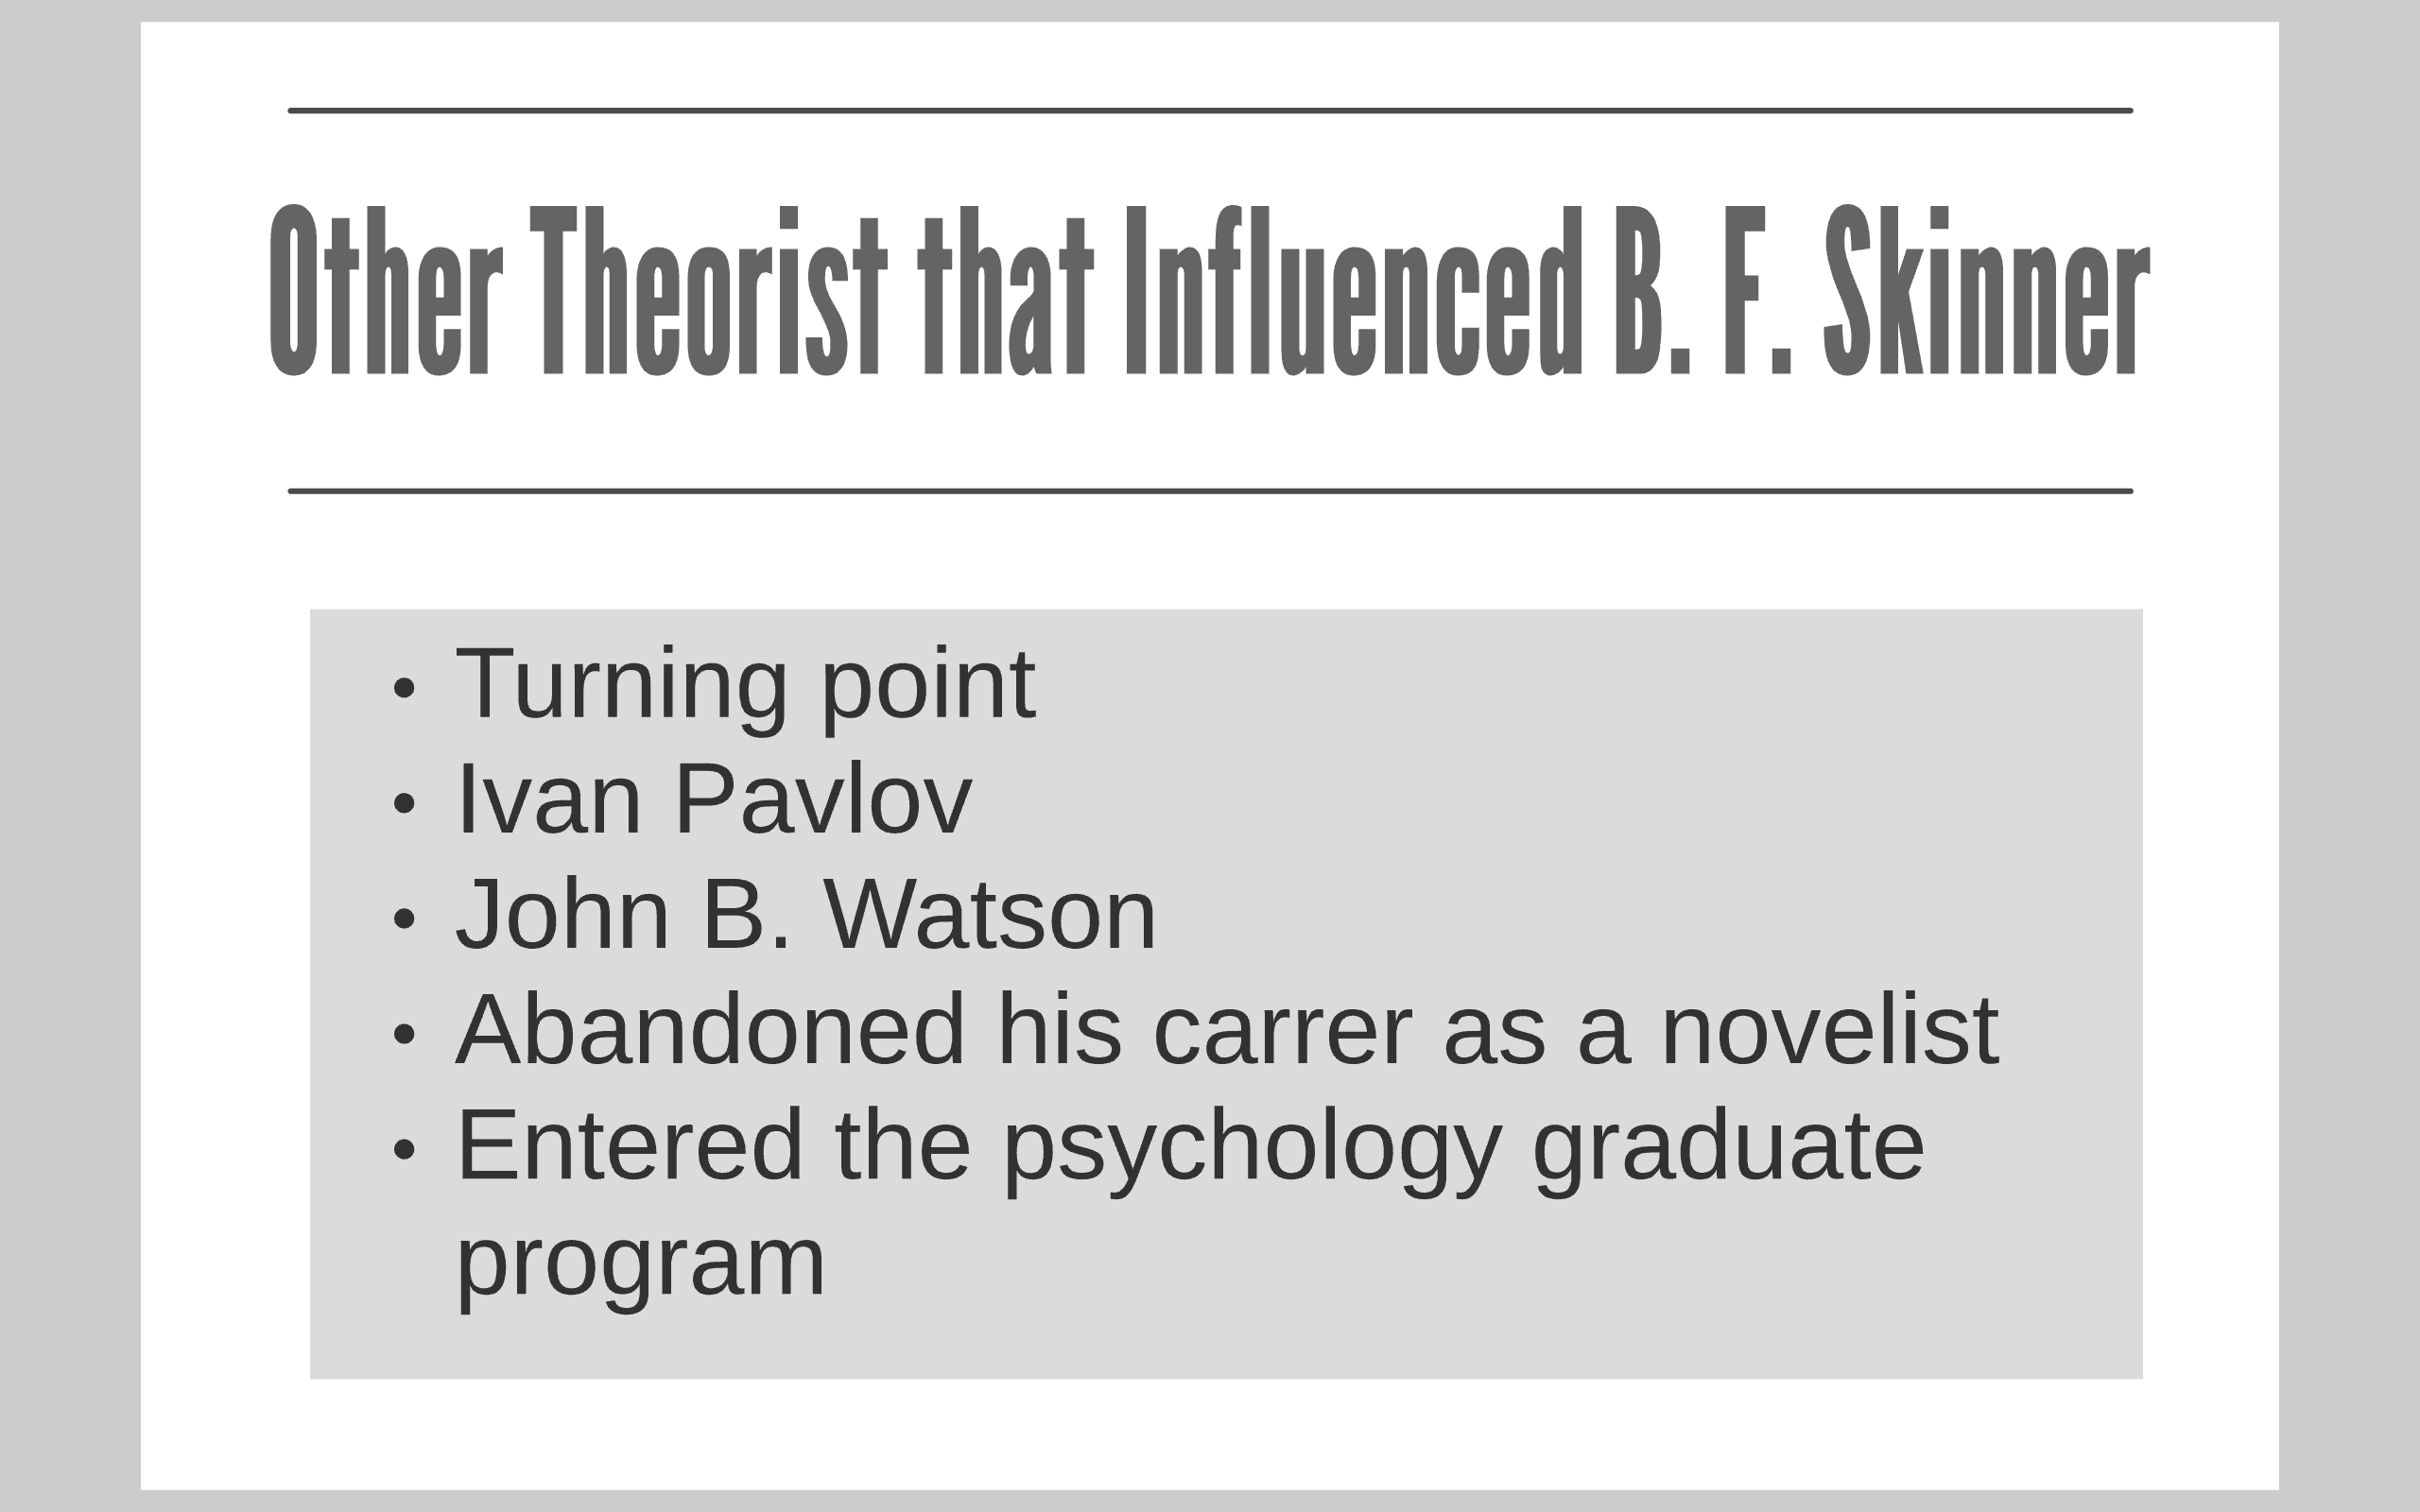 Other Theorist that Influenced B. F. Skinner
• Turning point
• Ivan Pavlov
• John B. Watson
• Abandoned his carrer as a novelist
• Entered the psychology graduate
program